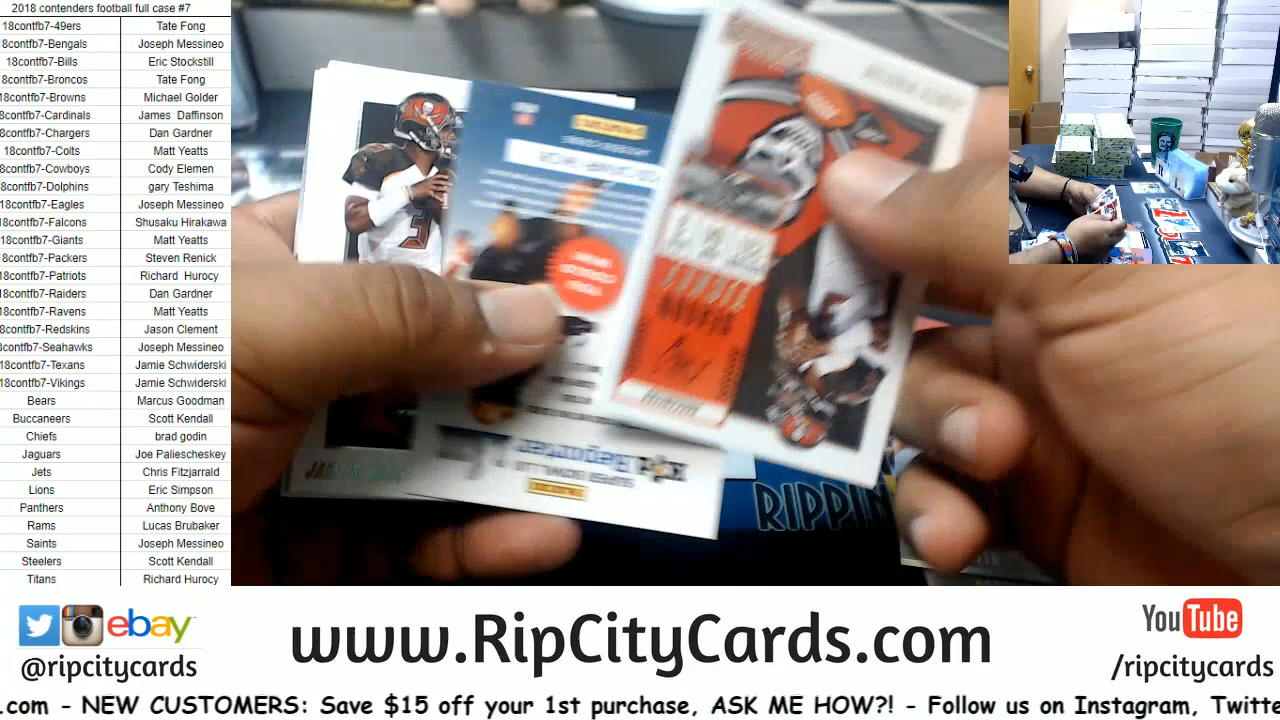 2018 contenders football full case #7
18contfb7-49ers Tate Fong
8contfb7-Bengals Joseph Messineo
18contfb7-Bills Eric Stockstill
8contfb7-Broncos Tate Fong
8contfb7-Browns Michael Golder
8contfb7-Cardinals James Daffinson
8contfb7-Chargers Dan Gardner
18contfb7-Colts Matt Yeatts
8contfb7-Cowboys Cody Elemen
8contfb7-Dolphins gary Teshima
18contfb7-Eagles Joseph Messineo
18contfb7-Falcons Shusaku Hirakawa
18contfb7-Giants Matt Yeatts
18contfb7-Packers Steven Renick
18contfb7-Patriots Richard Hurocy
18contfb7-Raiders Dan Gardner
18contfb7-Ravens Matt Yeatts
8contfb7-Redskins Jason Clement
8contfb7-Seahawks Joseph Messineo
18contfb7-Texans Jamie Schwiderski
18contfb7-Vikings Jamie Schwiderski
Bears Marcus Goodman
Buccaneers Scott Kendall
Chiefs brad godin
Jaguars Joe Paliescheskey
Jets Chris Fitzjarrald
Lions Eric Simpson
Panthers Anthony Bove
Rams Lucas Brubaker
Saints Joseph Messineo
Steelers Scott Kendall
Titans Richard Hurocy
RIPPIN
ebay
@ripcitycards
www.RipCityCards.com
YouTube
/ripcitycards
.com - NEW CUSTOMERS: Save $15 off your 1st purchase, ASK ME HOW?! - Follow us on Instagram, Twitte